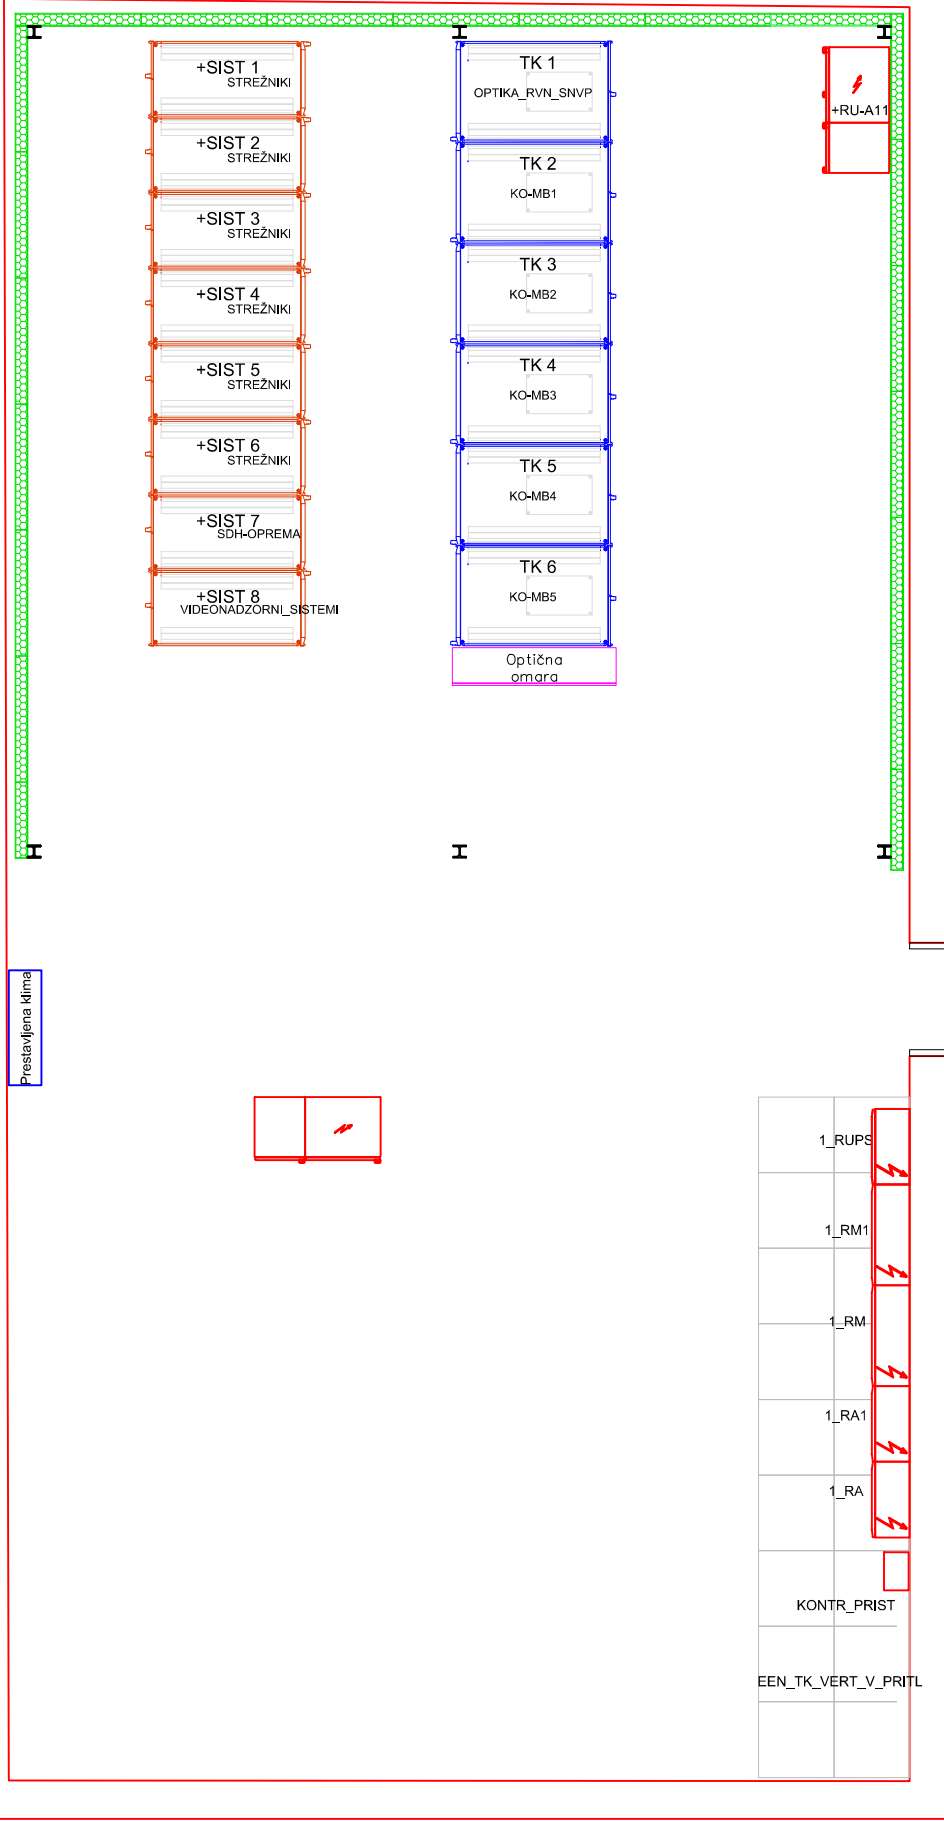 +SIST 1
STREŽNIKI
+SIST 2
STREŽNIKI
+SIST 3
STREŽNIKI
+SIST 4
STREŽNIKI
+SIST 5
STREŽNIKI
+SIST 6
STREŽNIKI
+SIST 7
SDH-OPREMA
+SIST 8
VIDEONADZORNI_SISTEMI
TK 1
OPTIKA_RVN_SNVP
TK 2
KO-MB1
TK 3
KO-MB2
TK 4
KO-MB3
TK 5
KO-MB4
TK 6
KO-MB5
Optična
omara
+RU-A11
Prestavljena klima
1_RUPS
1_RM1
1_RM
1_RA1
1_RA
KONTR_PRIST
EEN_TK_VERT_V_PRITL